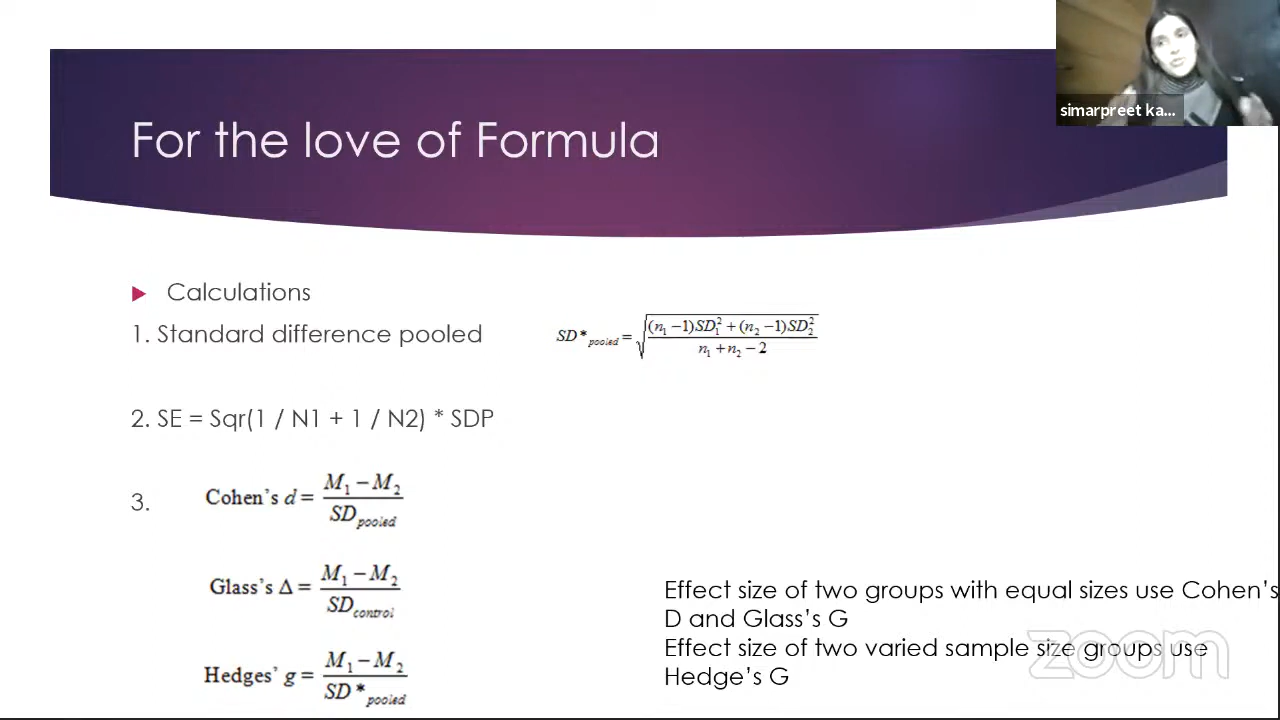 simarpreet ka...
For the love of Formula
Calculations
1. Standard difference pooled
SD*pooled = √((n₁ −1)SD₁² + (n₂ −1)SD₂² / n₁ + n₂ − 2)
2. SE = Sqr(1 / N1 + 1 / N2) * SDP
3.
Cohen's d = M₁ − M₂ / SDpooled
Glass's Δ = M₁ − M₂ / SDcontrol
Hedges' g = M₁ − M₂ / SD*pooled
Effect size of two groups with equal sizes use Cohen's
D and Glass's G
Effect size of two varied sample size groups use
Hedge's G
zoom